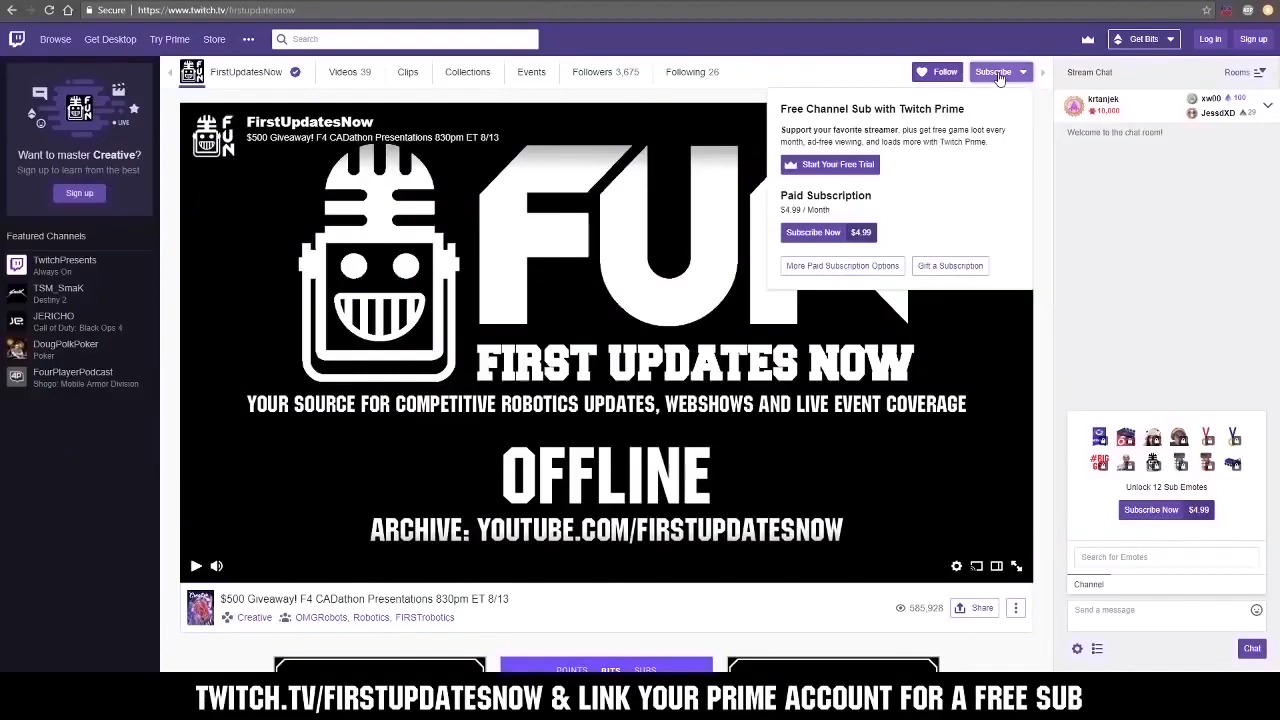 Secure
https://www.twitch.tv/firstupdatesnow
Browse
Get Desktop
Try Prime
Store
Search
Get Bits
Log in
Sign up
FUN
LIVE
Want to master Creative?
Sign up to learn from the best
Sign up
Featured Channels
TwitchPresents
Always On
TSM_SmaK
Destiny 2
JERICHO
Call of Duty: Black Ops 4
DougPolkPoker
Poker
FourPlayerPodcast
Shogo: Mobile Armor Division
FirstUpdatesNow
Videos 39
Clips
Collections
Events
Followers 3,675
Following 26
Follow
Subscribe
FirstUpdatesNow
$500 Giveaway! F4 CADathon Presentations 830pm ET 8/13
Free Channel Sub with Twitch Prime
Support your favorite streamer, plus get free game loot every
month, ad-free viewing, and loads more with Twitch Prime.
Start Your Free Trial
Paid Subscription
$4.99 / Month
Subscribe Now $4.99
More Paid Subscription Options
Gift a Subscription
FUN
FIRST UPDATES NOW
YOUR SOURCE FOR COMPETITIVE ROBOTICS UPDATES, WEBSHOWS AND LIVE EVENT COVERAGE
OFFLINE
ARCHIVE: YOUTUBE.COM/FIRSTUPDATESNOW
$500 Giveaway! F4 CADathon Presentations 830pm ET 8/13
Creative
OMGRobots, Robotics, FIRSTrobotics
585,928
Share
POINTS
BITS
SUBS
Stream Chat
Rooms
krtanjek
10,000
xw00 100
JessdXD 29
Welcome to the chat room!
Unlock 12 Sub Emotes
Subscribe Now $4.99
Search for Emotes
Channel
Send a message
Chat
TWITCH.TV/FIRSTUPDATESNOW & LINK YOUR PRIME ACCOUNT FOR A FREE SUB